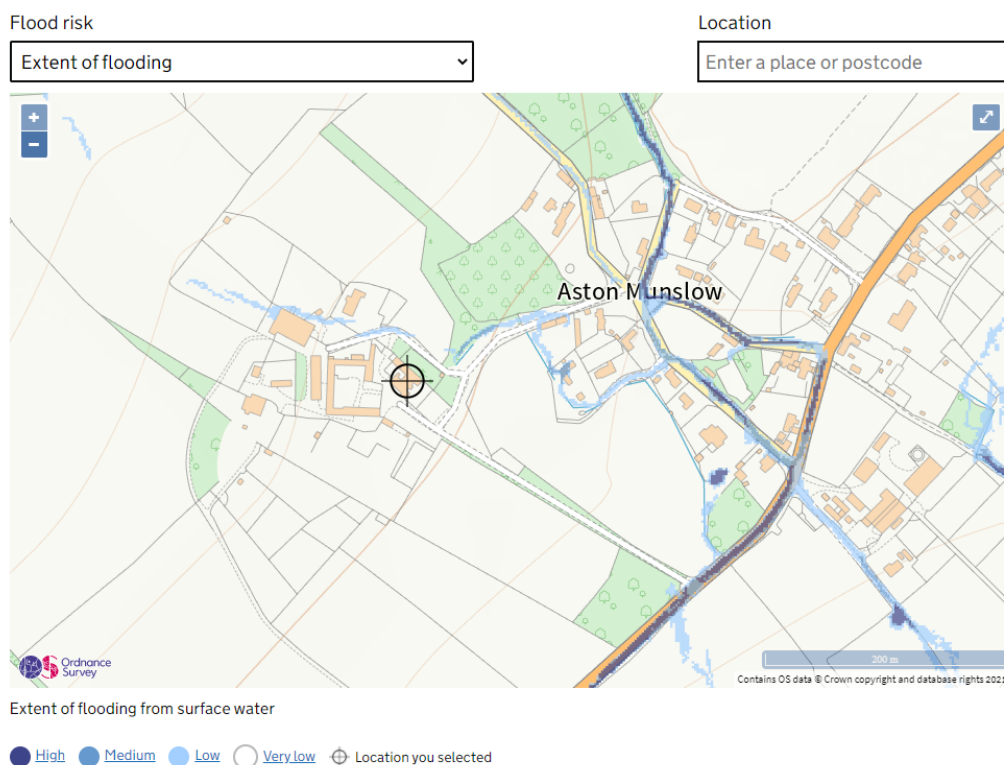 Flood risk
Location
Extent of flooding
Enter a place or postcode
+
−
Aston Munslow
Ordnance
Survey
200 m
Contains OS data © Crown copyright and database rights 2021
Extent of flooding from surface water
High
Medium
Low
Very low
Location you selected